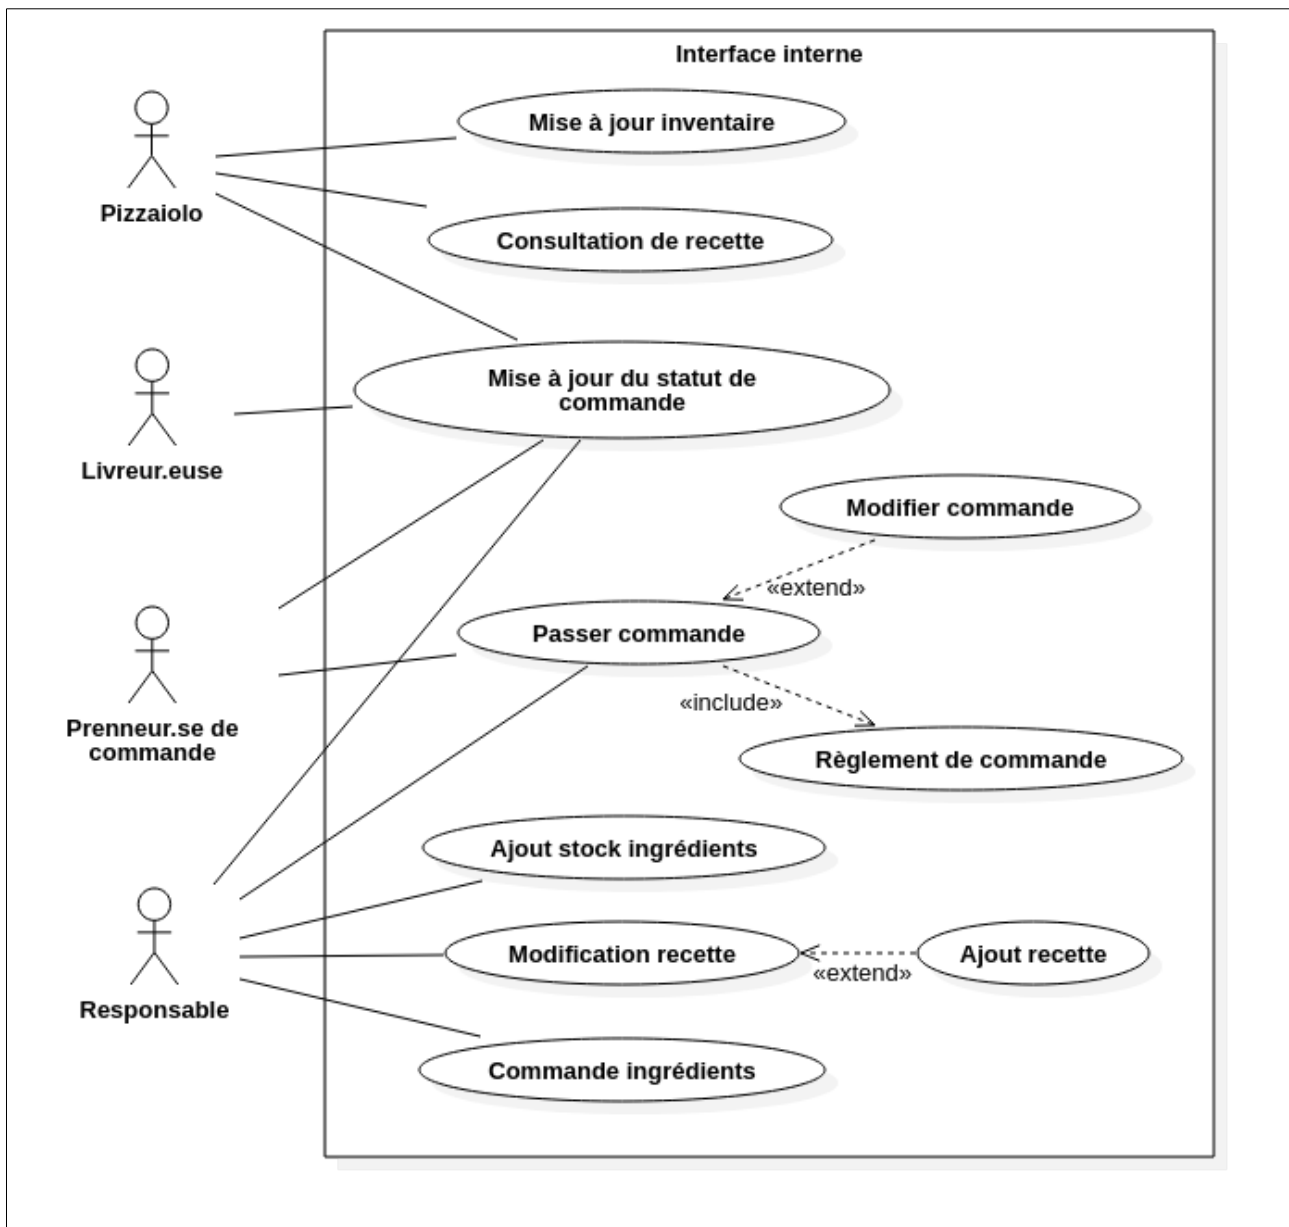 Interface interne
Mise à jour inventaire
Pizzaiolo
Consultation de recette
Mise à jour du statut de
commande
Livreur.euse
Modifier commande
«extend»
Passer commande
Prenneur.se de
commande
«include»
Règlement de commande
Ajout stock ingrédients
Modification recette
«extend»
Ajout recette
Responsable
Commande ingrédients